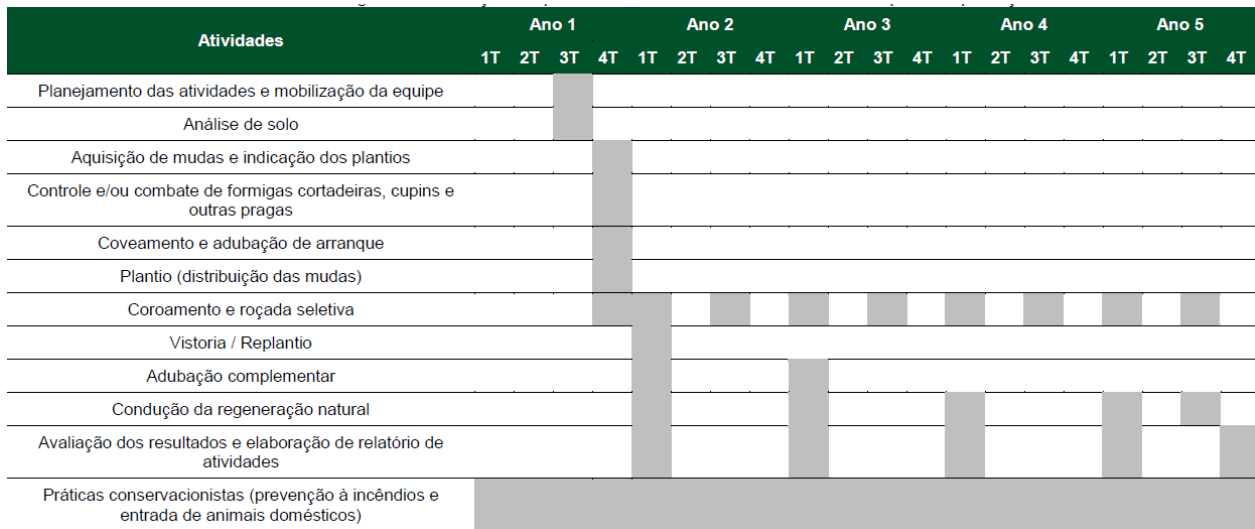 Atividades
Ano 1 Ano 2 Ano 3 Ano 4 Ano 5
1T 2T 3T 4T 1T 2T 3T 4T 1T 2T 3T 4T 1T 2T 3T 4T 1T 2T 3T 4T
Planejamento das atividades e mobilização da equipe
Análise de solo
Aquisição de mudas e indicação dos plantios
Controle e/ou combate de formigas cortadeiras, cupins e
outras pragas
Coveamento e adubação de arranque
Plantio (distribuição das mudas)
Coroamento e roçada seletiva
Vistoria / Replantio
Adubação complementar
Condução da regeneração natural
Avaliação dos resultados e elaboração de relatório de
atividades
Práticas conservacionistas (prevenção à incêndios e
entrada de animais domésticos)